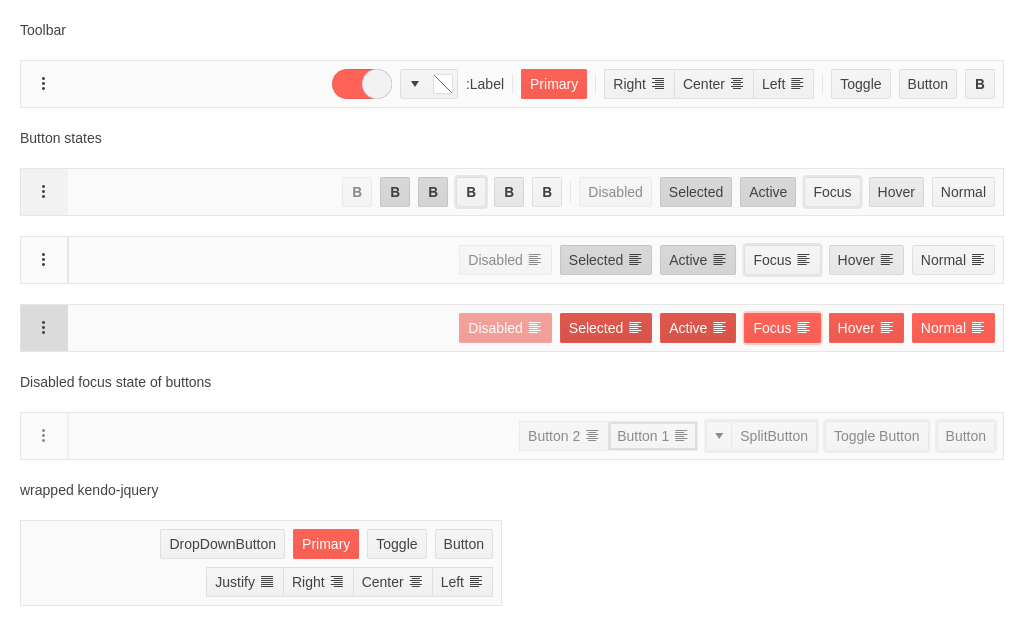 Toolbar
:Label Primary Right Center Left Toggle Button B
Button states
B B B B B B Disabled Selected Active Focus Hover Normal
Disabled Selected Active Focus Hover Normal
Disabled Selected Active Focus Hover Normal
Disabled focus state of buttons
Button 2 Button 1 SplitButton Toggle Button Button
wrapped kendo-jquery
DropDownButton Primary Toggle Button
Justify Right Center Left